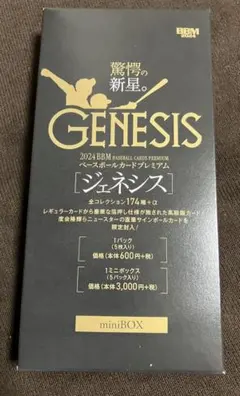 BBM
驚愕の
新星。
GENESIS
2024 BBM BASEBALL CARDS PREMIUM
ベースボールカードプレミアム
[ジェネシス]
全コレクション174種+α
レギュラーカードから豪華な箔押し仕様が施された高級版カード!
限定封入!
1パック
(5枚入り)
価格(本体600円+税)
1ミニボックス
(5パック入り)
価格(本体3,000円+税)
miniBOX